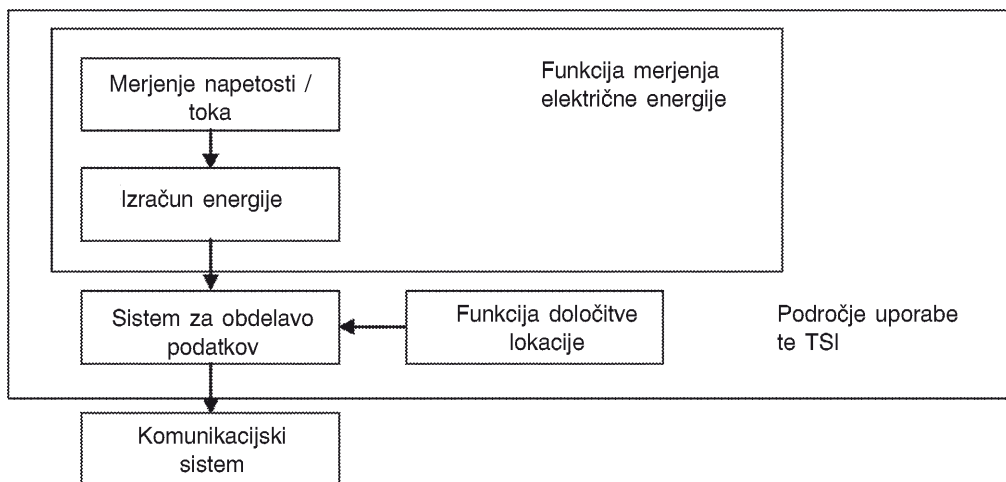 Merjenje napetosti /
toka
Funkcija merjenja
električne energije
Izračun energije
Sistem za obdelavo
podatkov
Funkcija določitve
lokacije
Področje uporabe
te TSI
Komunikacijski
sistem